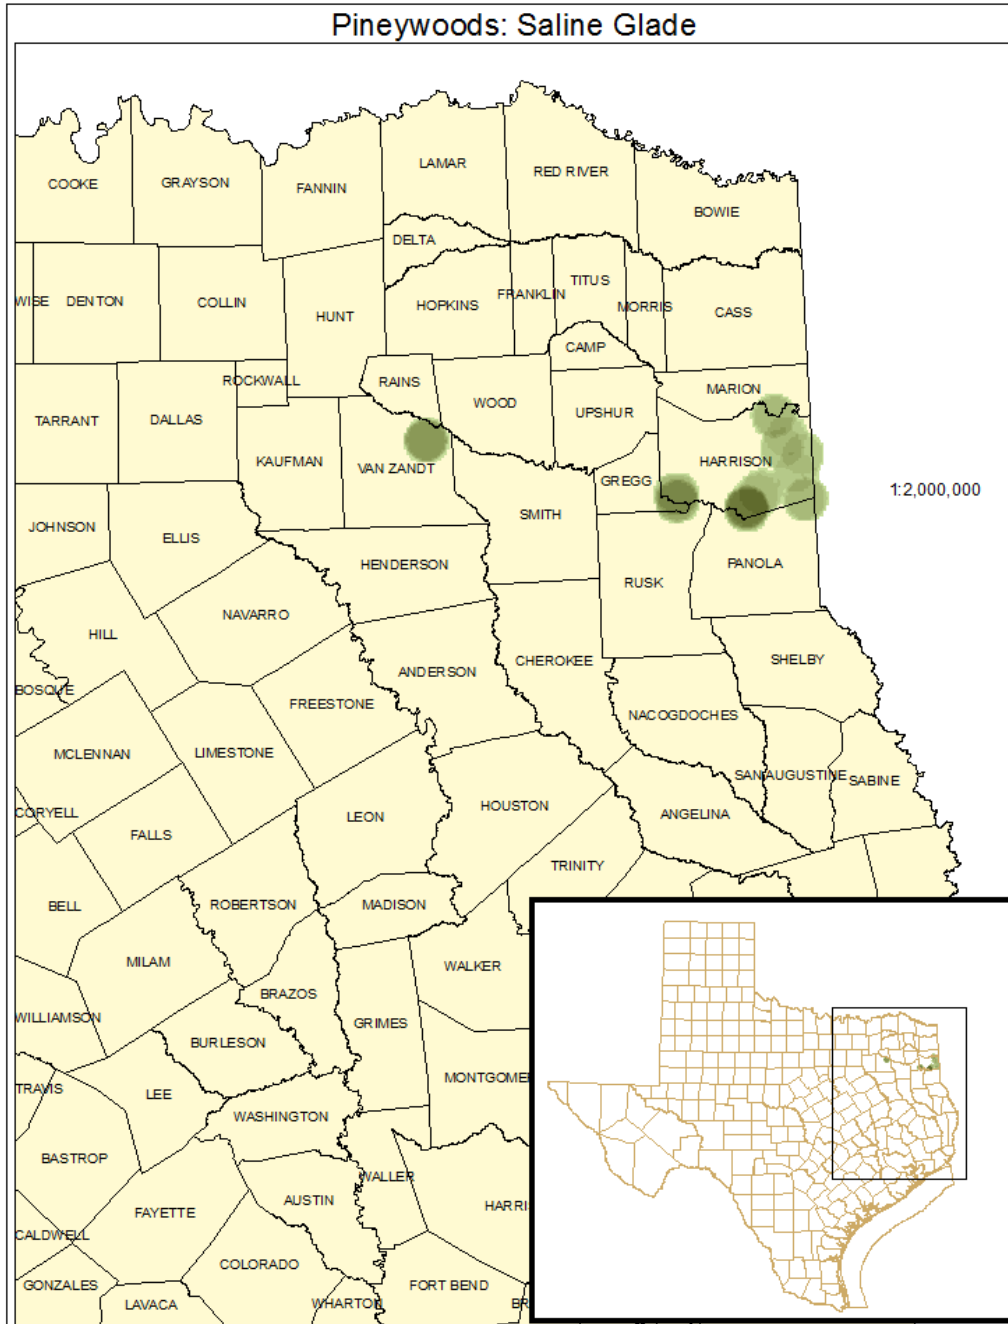 Pineywoods: Saline Glade
COOKE
GRAYSON
FANNIN
LAMAR
RED RIVER
BOWIE
DELTA
WISE
DENTON
COLLIN
HUNT
HOPKINS
FRANKLIN
TITUS
MORRIS
CASS
CAMP
ROCKWALL
RAINS
WOOD
UPSHUR
MARION
TARRANT
DALLAS
KAUFMAN
VAN ZANDT
GREGG
HARRISON
1:2,000,000
JOHNSON
ELLIS
SMITH
HENDERSON
RUSK
PANOLA
HILL
NAVARRO
ANDERSON
CHEROKEE
SHELBY
BOSQUE
FREESTONE
NACOGDOCHES
MCLENNAN
LIMESTONE
SAN AUGUSTINE
SABINE
CORYELL
FALLS
LEON
HOUSTON
ANGELINA
TRINITY
BELL
ROBERTSON
MADISON
MILAM
BRAZOS
WALKER
WILLIAMSON
BURLESON
GRIMES
TRAVIS
LEE
WASHINGTON
MONTGOME
BASTROP
WALLER
FAYETTE
AUSTIN
HARRI
CALDWELL
COLORADO
GONZALES
LAVACA
WHARTON
FORT BEND
BR